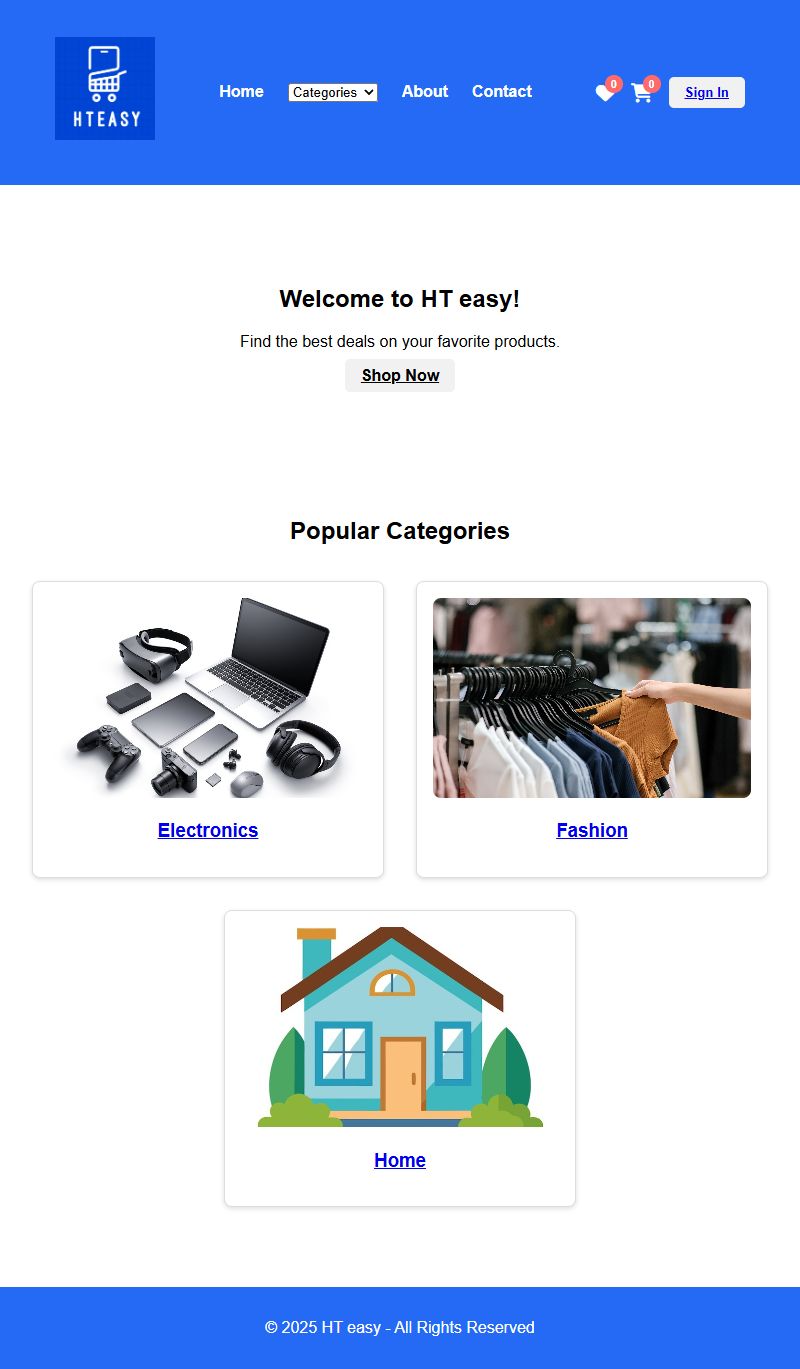 HTEASY
Home
Categories
About
Contact
0
0
Sign In
Welcome to HT easy!
Find the best deals on your favorite products.
Shop Now
Popular Categories
Electronics
Fashion
Home
© 2025 HT easy - All Rights Reserved